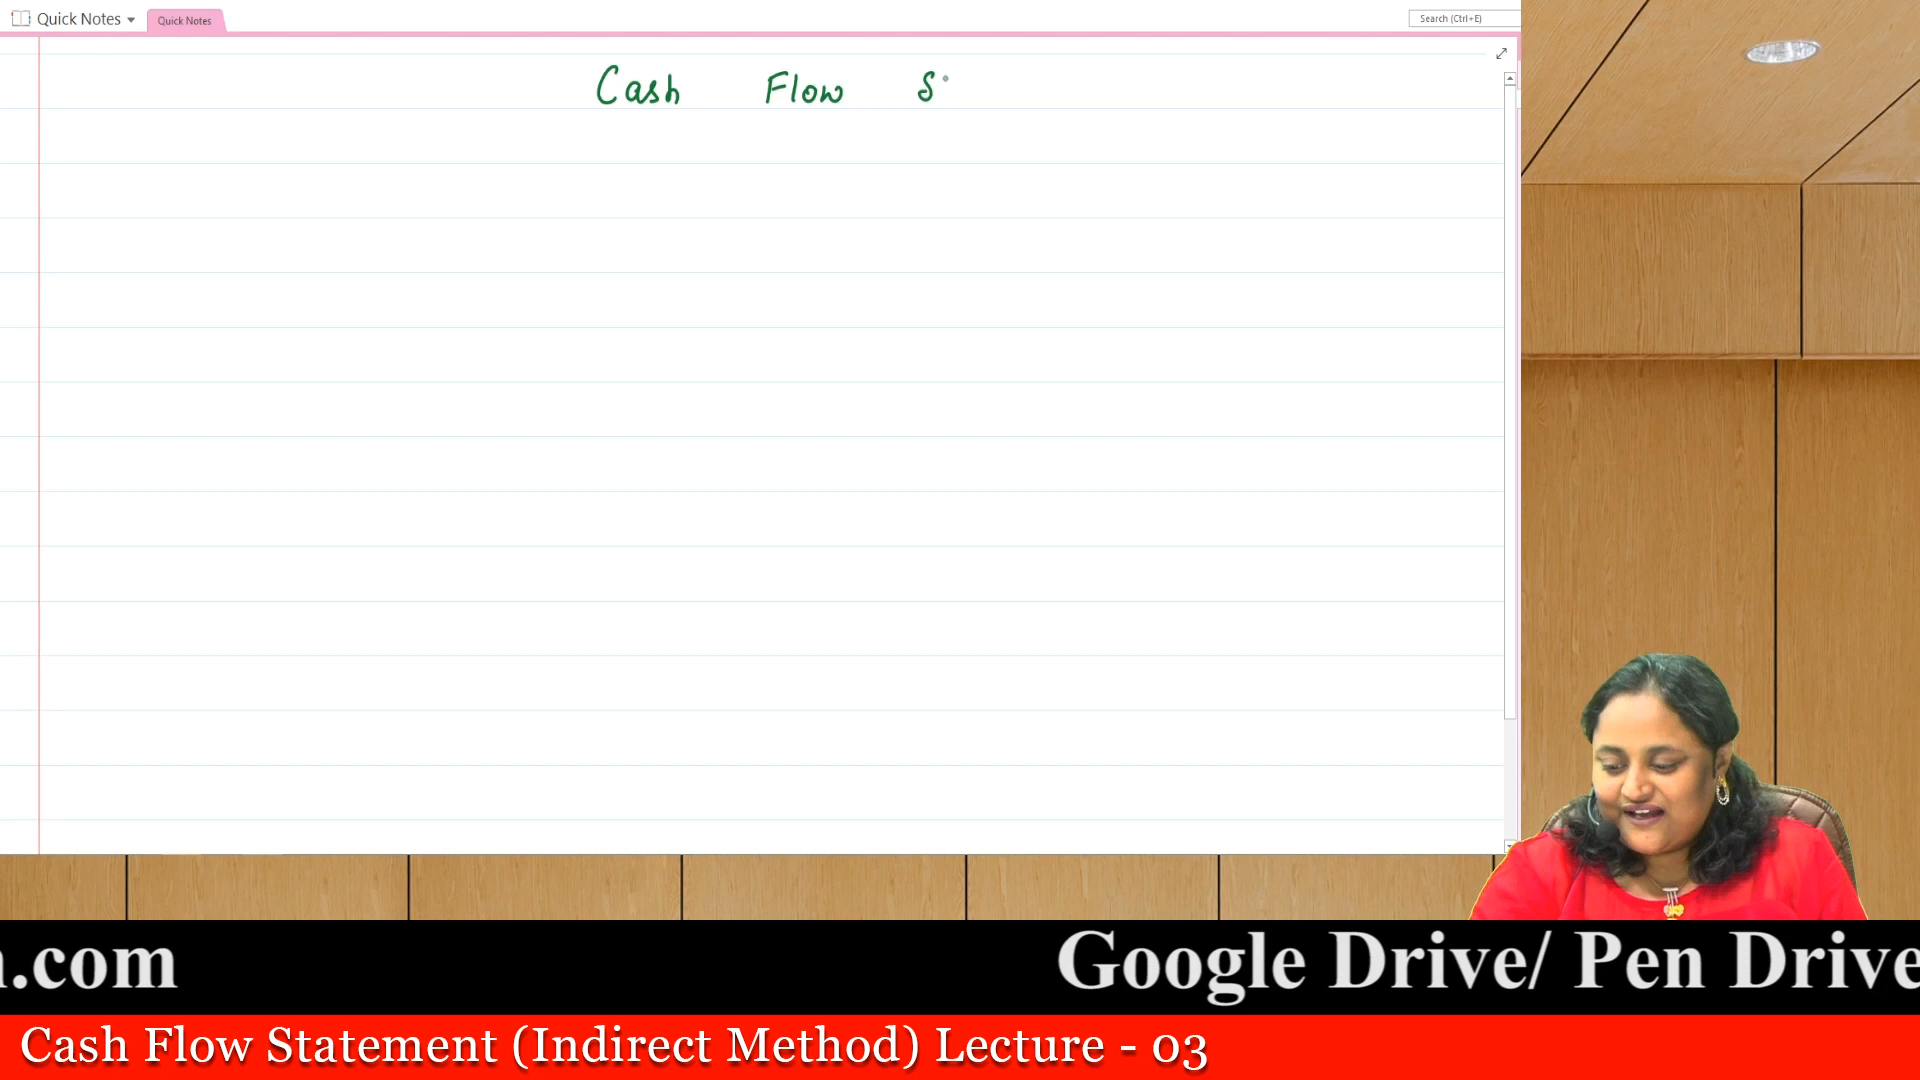 Quick Notes Quick Notes Search (Ctrl+E)
Cash Flow S
.com Google Drive/ Pen Drive
Cash Flow Statement (Indirect Method) Lecture - 03